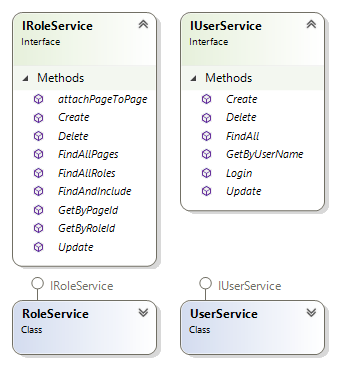 IRoleService
Interface
Methods
attachPageToPage
Create
Delete
FindAllPages
FindAllRoles
FindAndInclude
GetByPageId
GetByRoleId
Update
IRoleService
RoleService
Class
IUserService
Interface
Methods
Create
Delete
FindAll
GetByUserName
Login
Update
IUserService
UserService
Class